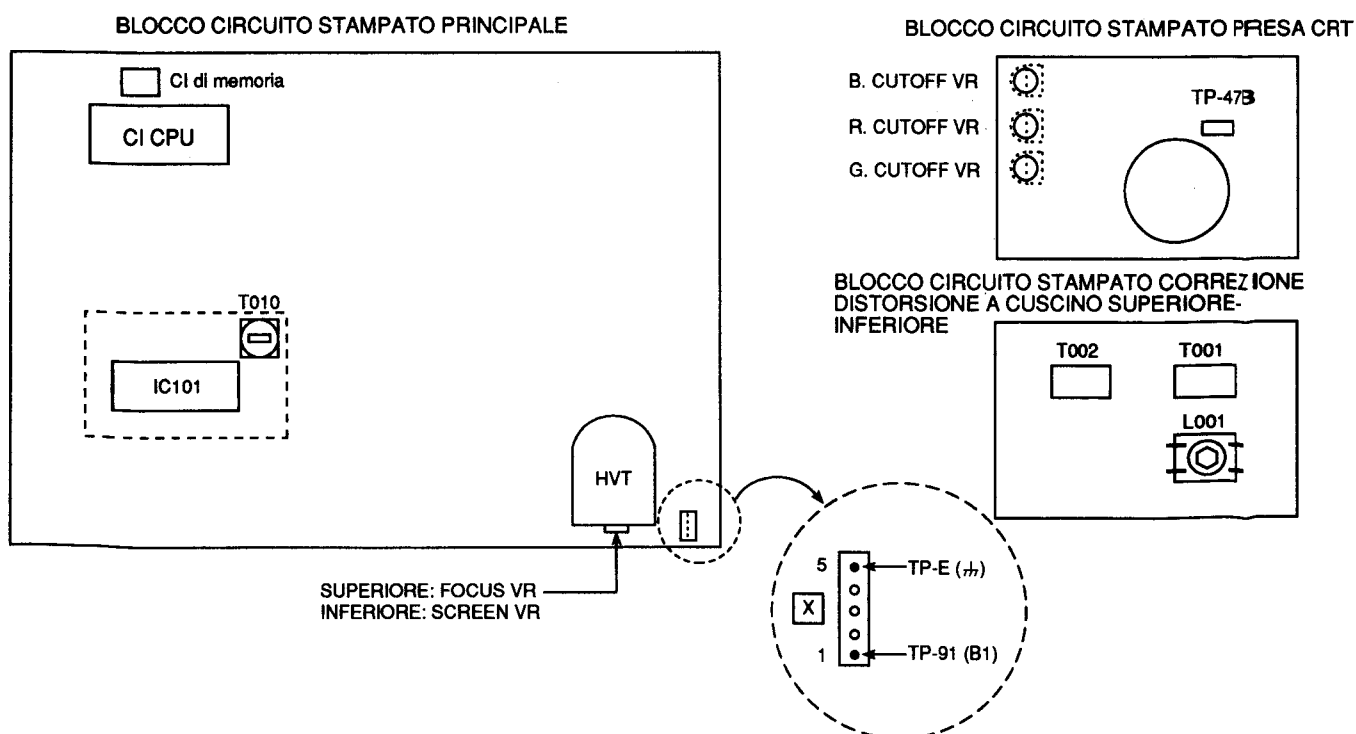 BLOCCO CIRCUITO STAMPATO PRINCIPALE
CI di memoria
CI CPU
T010
IC101
HVT
SUPERIORE: FOCUS VR
INFERIORE: SCREEN VR
BLOCCO CIRCUITO STAMPATO PRESA CRT
B. CUTOFF VR
R. CUTOFF VR
G. CUTOFF VR
TP-47B
BLOCCO CIRCUITO STAMPATO CORREZIONE
DISTORSIONE A CUSCINO SUPERIORE-
INFERIORE
T002
T001
L001
5
TP-E
X
1
TP-91 (B1)